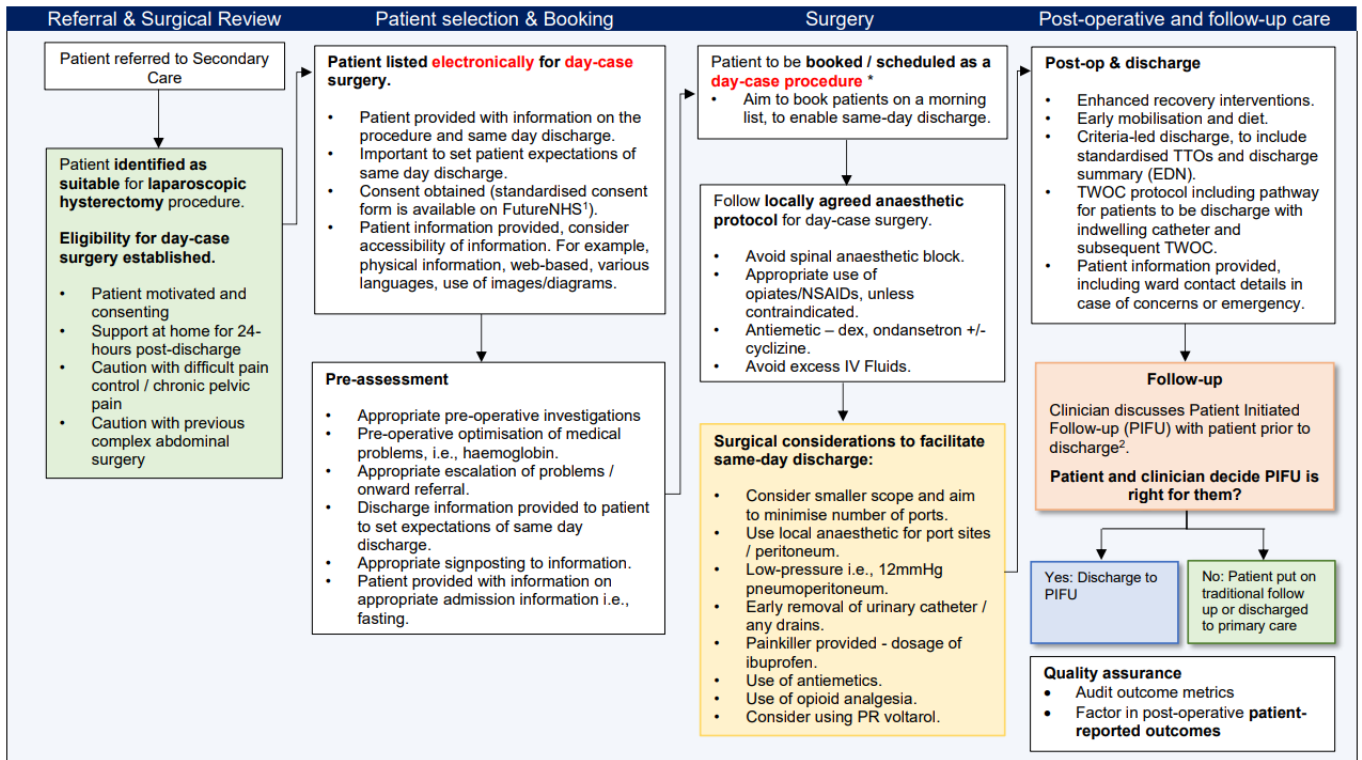 Referral & Surgical Review
Patient referred to Secondary
Care
Patient identified as
suitable for laparoscopic
hysterectomy procedure.
Eligibility for day-case
surgery established.
• Patient motivated and
consenting
• Support at home for 24-
hours post-discharge
• Caution with difficult pain
control / chronic pelvic
pain
• Caution with previous
complex abdominal
surgery
Patient selection & Booking
Patient listed electronically for day-case
surgery.
• Patient provided with information on the
procedure and same day discharge.
• Important to set patient expectations of
same day discharge.
• Consent obtained (standardised consent
form is available on FutureNHS¹).
• Patient information provided, consider
accessibility of information. For example,
physical information, web-based, various
languages, use of images/diagrams.
Pre-assessment
• Appropriate pre-operative investigations
• Pre-operative optimisation of medical
problems, i.e., haemoglobin.
• Appropriate escalation of problems /
onward referral.
• Discharge information provided to patient
to set expectations of same day
discharge.
• Appropriate signposting to information.
• Patient provided with information on
appropriate admission information i.e.,
fasting.
Surgery
Patient to be booked / scheduled as a
day-case procedure *
• Aim to book patients on a morning
list, to enable same-day discharge.
Follow locally agreed anaesthetic
protocol for day-case surgery.
• Avoid spinal anaesthetic block.
• Appropriate use of
opiates/NSAIDs, unless
contraindicated.
• Antiemetic – dex, ondansetron +/-
cyclizine.
• Avoid excess IV Fluids.
Surgical considerations to facilitate
same-day discharge:
• Consider smaller scope and aim
to minimise number of ports.
• Use local anaesthetic for port sites
/ peritoneum.
• Low-pressure i.e., 12mmHg
pneumoperitoneum.
• Early removal of urinary catheter /
any drains.
• Painkiller provided - dosage of
ibuprofen.
• Use of antiemetics.
• Use of opioid analgesia.
• Consider using PR voltarol.
Post-operative and follow-up care
Post-op & discharge
• Enhanced recovery interventions.
• Early mobilisation and diet.
• Criteria-led discharge, to include
standardised TTOs and discharge
summary (EDN).
• TWOC protocol including pathway
for patients to be discharge with
indwelling catheter and
subsequent TWOC.
• Patient information provided,
including ward contact details in
case of concerns or emergency.
Follow-up
Clinician discusses Patient Initiated
Follow-up (PIFU) with patient prior to
discharge².
Patient and clinician decide PIFU is
right for them?
Yes: Discharge to
PIFU
No: Patient put on
traditional follow
up or discharged
to primary care
Quality assurance
• Audit outcome metrics
• Factor in post-operative patient-
reported outcomes